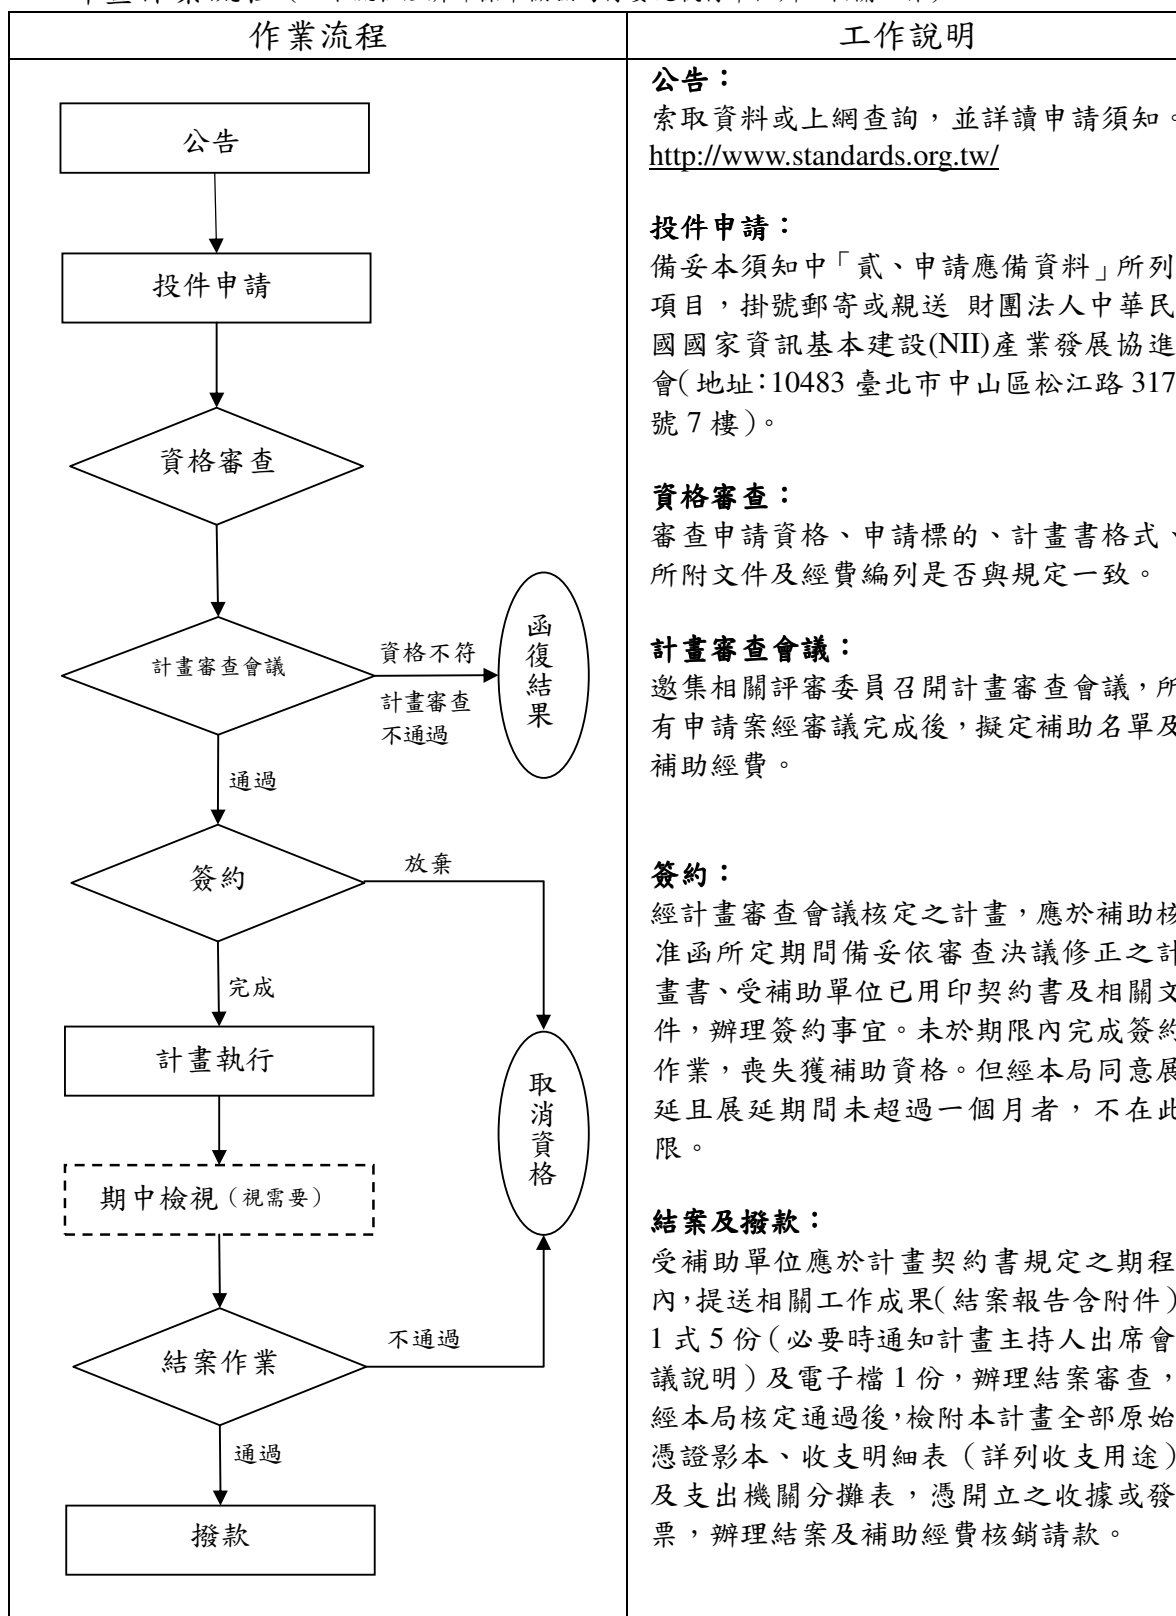 作業流程
工作說明
公告
投件申請
資格審查
計畫審查會議
資格不符
計畫審查
不通過
函復結果
通過
簽約
放棄
完成
計畫執行
取消資格
期中檢視（視需要）
結案作業
不通過
通過
撥款
公告：
索取資料或上網查詢，並詳讀申請須知。
http://www.standards.org.tw/
投件申請：
備妥本須知中「貳、申請應備資料」所列
項目，掛號郵寄或親送 財團法人中華民
國國家資訊基本建設(NII)產業發展協進
會(地址：10483 臺北市中山區松江路 317
號 7 樓)。
資格審查：
審查申請資格、申請標的、計畫書格式、
所附文件及經費編列是否與規定一致。
計畫審查會議：
邀集相關評審委員召開計畫審查會議，所
有申請案經審議完成後，擬定補助名單及
補助經費。
簽約：
經計畫審查會議核定之計畫，應於補助核
准函所定期間備妥依審查決議修正之計
畫書、受補助單位已用印契約書及相關文
件，辦理簽約事宜。未於期限內完成簽約
作業，喪失獲補助資格。但經本局同意展
延且展延期間未超過一個月者，不在此
限。
結案及撥款：
受補助單位應於計畫契約書規定之期程
內，提送相關工作成果(結案報告含附件)
1 式 5 份（必要時通知計畫主持人出席會
議說明）及電子檔 1 份，辦理結案審查，
經本局核定通過後，檢附本計畫全部原始
憑證影本、收支明細表（詳列收支用途）
及支出機關分攤表，憑開立之收據或發
票，辦理結案及補助經費核銷請款。